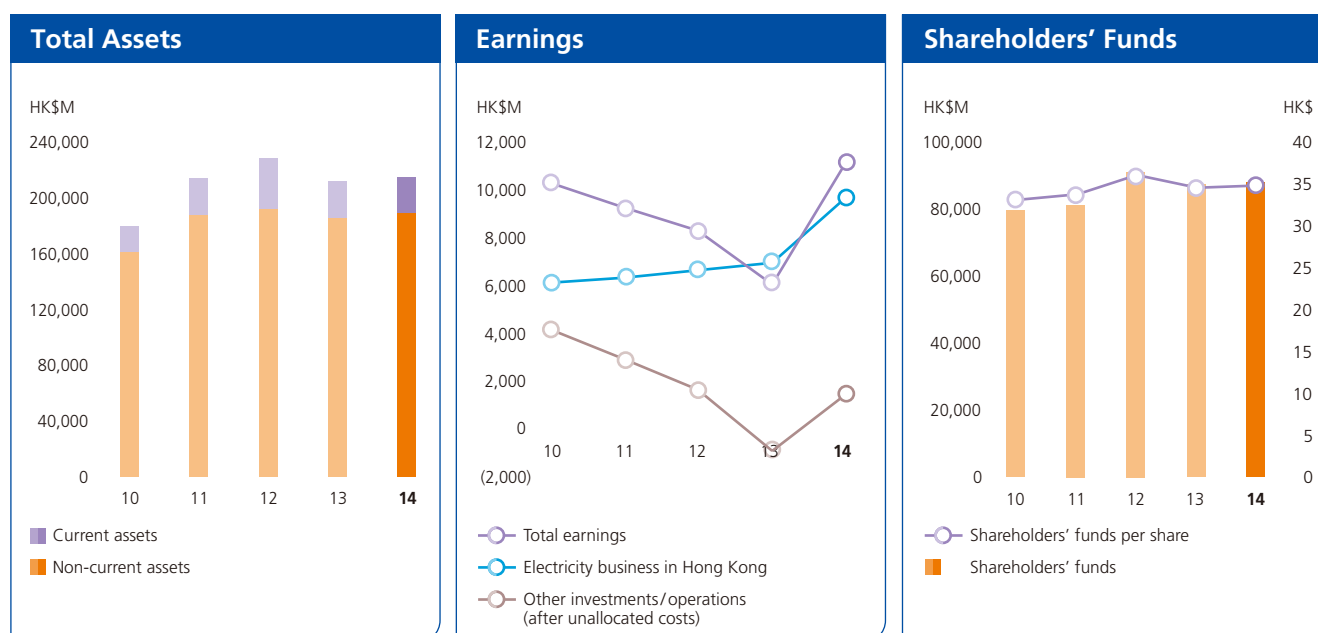 Total Assets
HK$M
240,000
200,000
160,000
120,000
80,000
40,000
0
10 11 12 13 14
Current assets
Non-current assets
Earnings
HK$M
12,000
10,000
8,000
6,000
4,000
2,000
0
(2,000)
10 11 12 13 14
Total earnings
Electricity business in Hong Kong
Other investments/operations
(after unallocated costs)
Shareholders' Funds
HK$M HK$
100,000 40
80,000 35
60,000 30
40,000 25
20,000 20
0 15
10
5
0
10 11 12 13 14
Shareholders' funds per share
Shareholders' funds